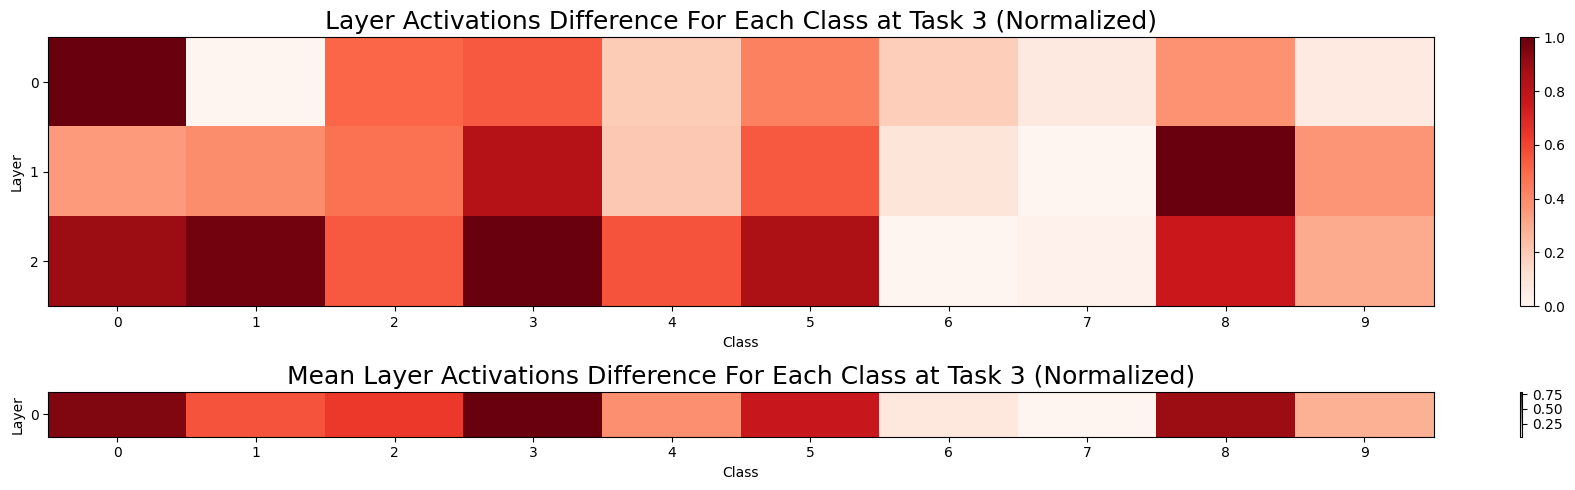 Layer Activations Difference For Each Class at Task 3 (Normalized)
Layer
0
1
2
0 1 2 3 4 5 6 7 8 9
Class
1.0
0.8
0.6
0.4
0.2
0.0
Mean Layer Activations Difference For Each Class at Task 3 (Normalized)
Layer
0
0 1 2 3 4 5 6 7 8 9
Class
0.75
0.50
0.25